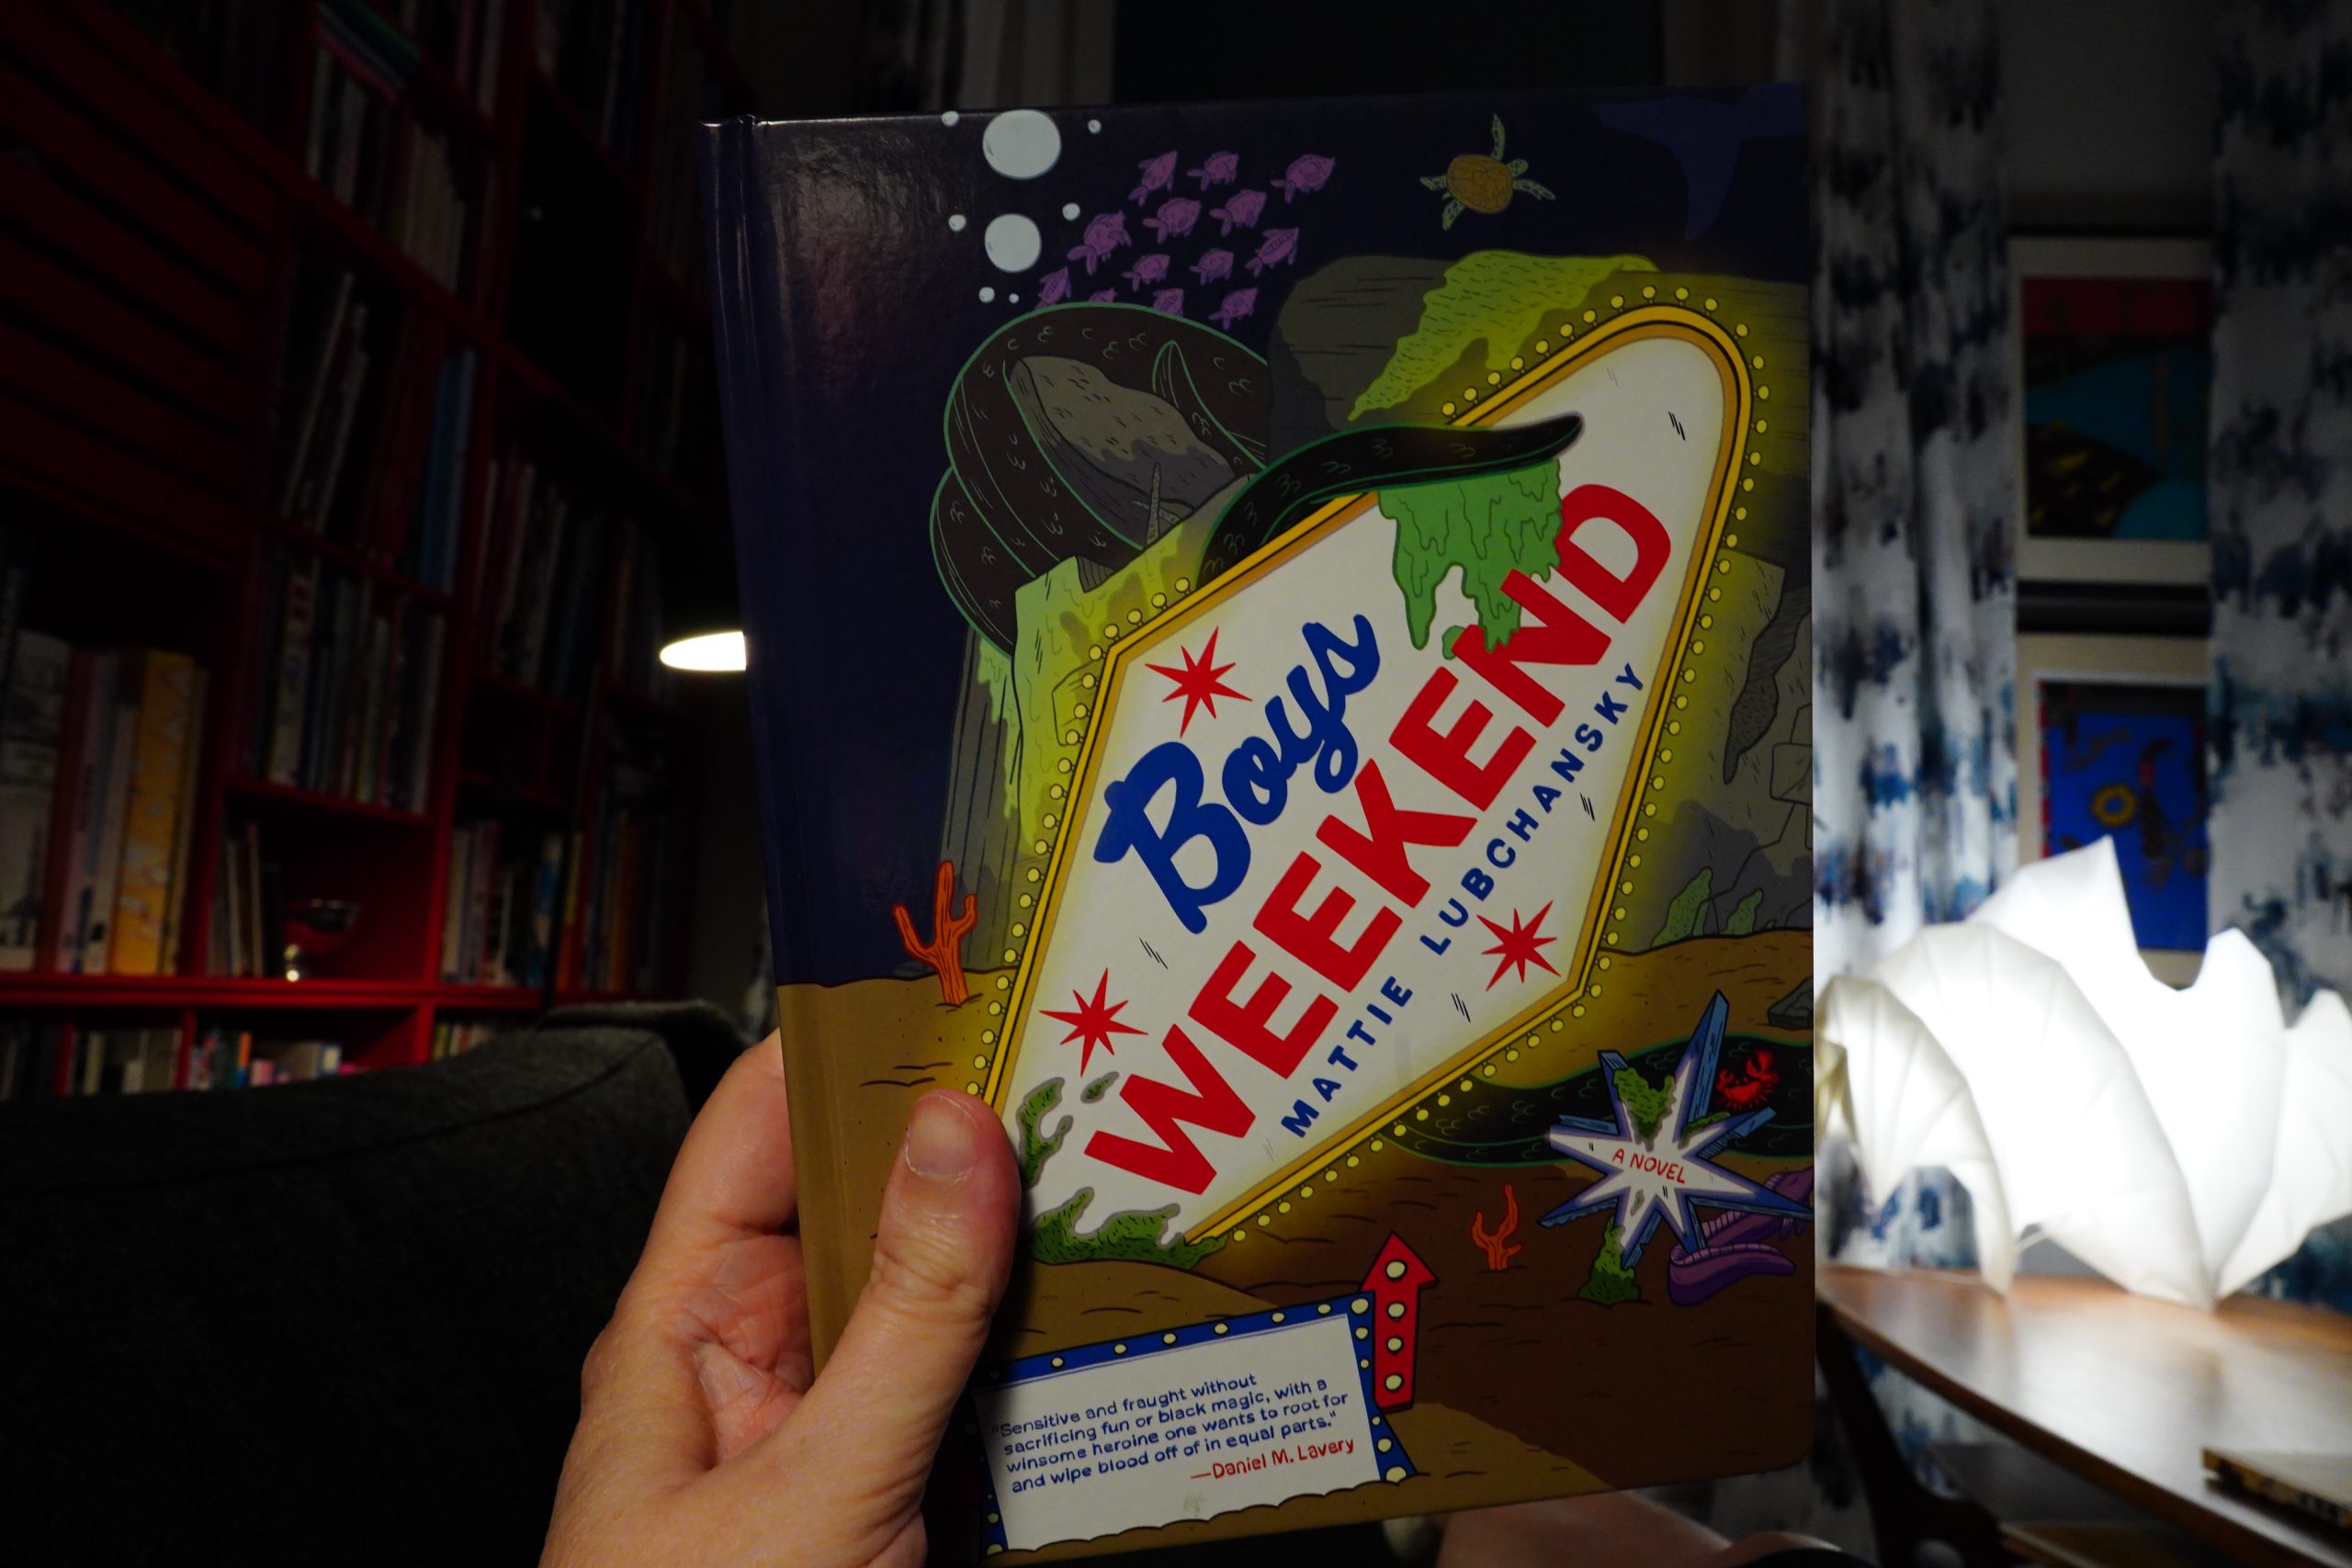 Boys
WEEKEND
MATTIE LUBCHANSKY
A NOVEL
"Sensitive and fraught without
sacrificing fun or black magic, with a
winsome heroine one wants to root for
and wipe blood off of in equal parts."
—Daniel M. Lavery